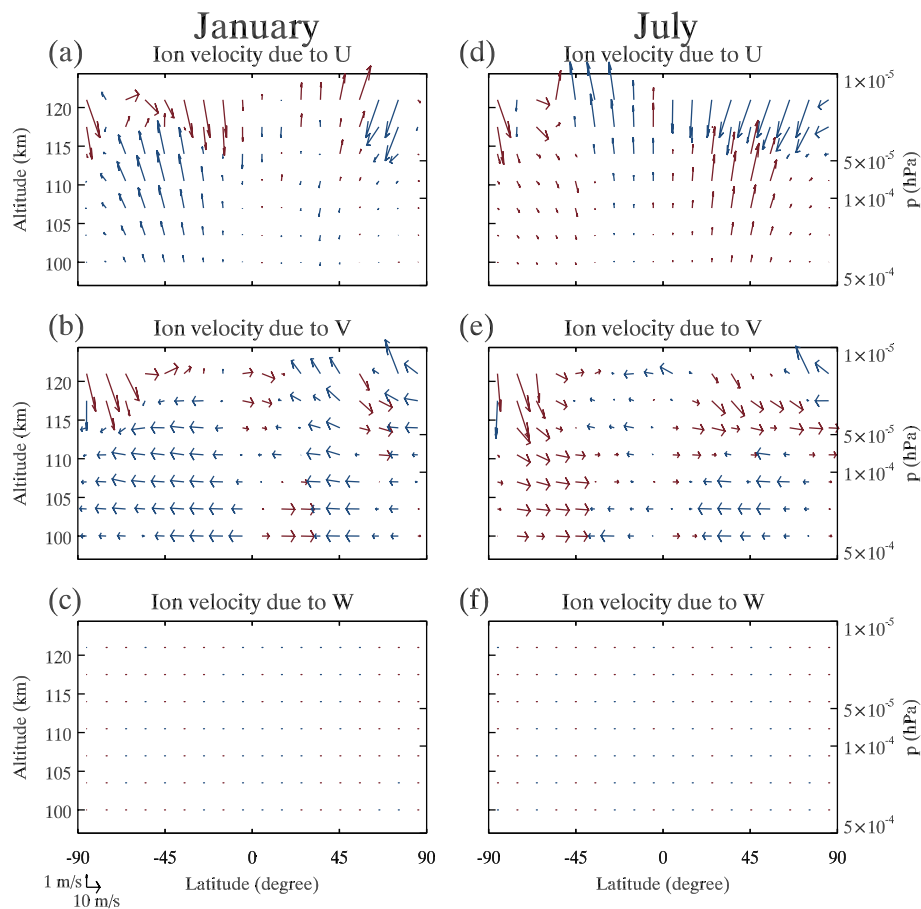 January July
(a) Ion velocity due to U
(d) Ion velocity due to U
120
115
110
105
100
Altitude (km)
1×10-5
5×10-5
1×10-4
5×10-4
p (hPa)
(b) Ion velocity due to V
(e) Ion velocity due to V
120
115
110
105
100
Altitude (km)
1×10-5
5×10-5
1×10-4
5×10-4
p (hPa)
(c) Ion velocity due to W
(f) Ion velocity due to W
120
115
110
105
100
Altitude (km)
1×10-5
5×10-5
1×10-4
5×10-4
p (hPa)
-90 -45 0 45 90
-90 -45 0 45 90
Latitude (degree) Latitude (degree)
1 m/s
10 m/s